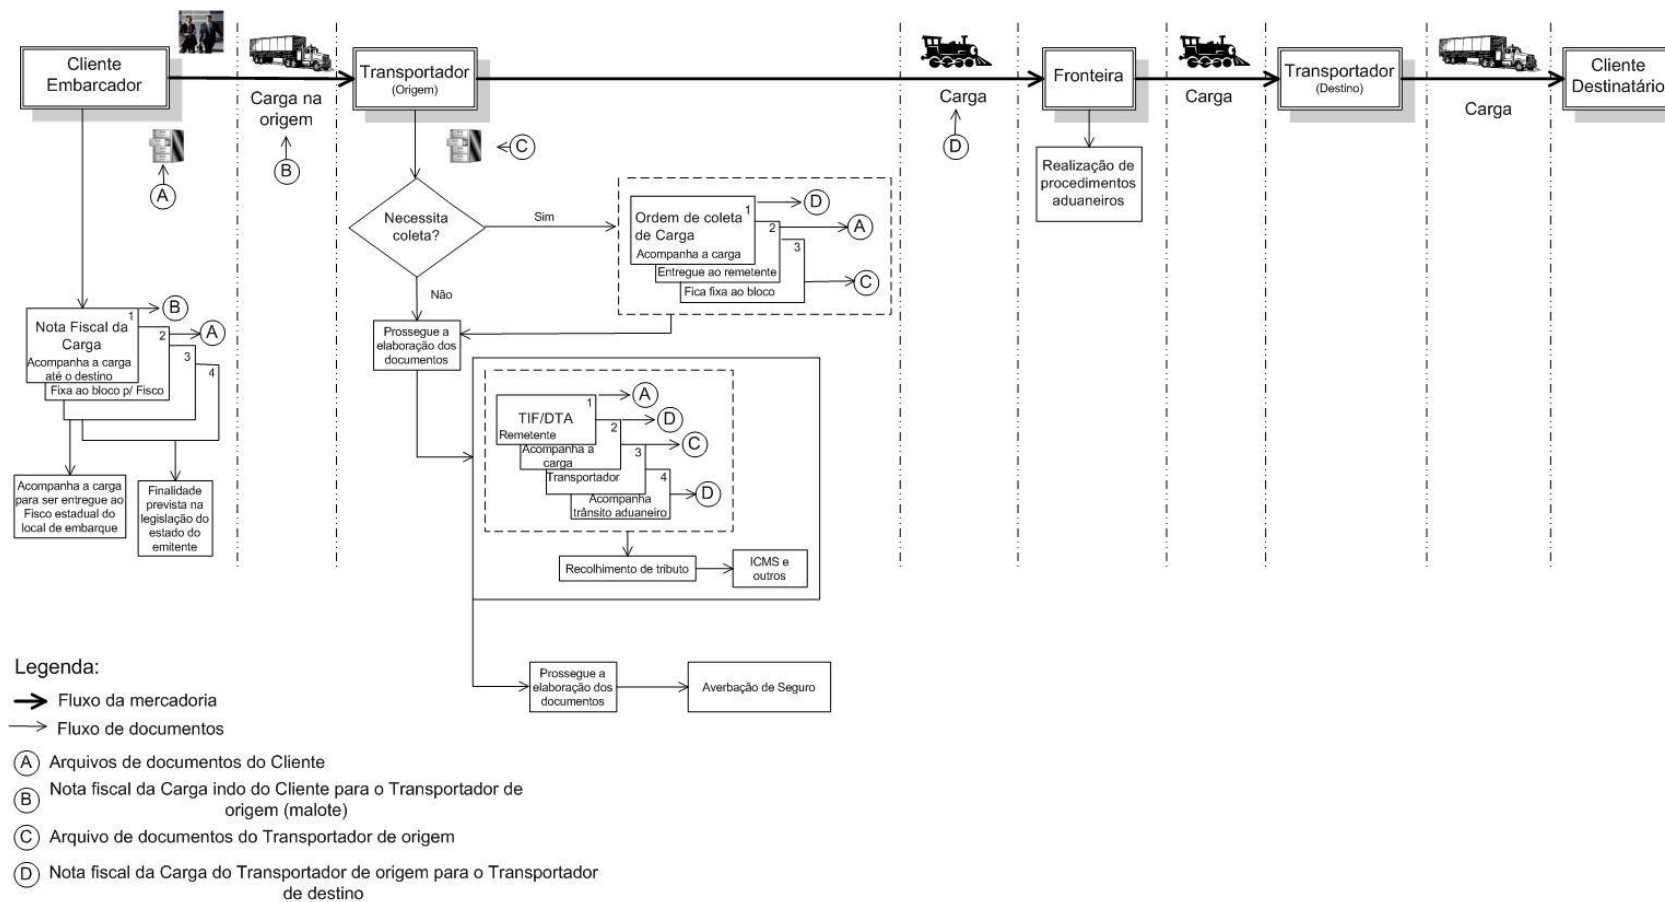 Cliente
Embarcador
Carga na
origem
B
A
Transportador
(Origem)
C
Carga
D
Fronteira
Realização de
procedimentos
aduaneiros
Carga
Transportador
(Destino)
Carga
Cliente
Destinatário
Necessita
coleta?
Sim
Não
1
Ordem de coleta
de Carga
Acompanha a carga
2
Entregue ao remetente
3
Fica fixa ao bloco
D
A
C
1
Nota Fiscal da
Carga
Acompanha a carga
até o destino
2
Fixa ao bloco p/ Fisco
3
4
B
A
Acompanha a carga
para ser entregue ao
Fisco estadual do
local de embarque
Finalidade
prevista na
legislação do
estado do
emitente
Prossegue a
elaboração dos
documentos
1
TIF/DTA
Remetente
2
Acompanha a
carga
3
Transportador
4
Acompanha
trânsito aduaneiro
A
D
C
D
Recolhimento de tributo
ICMS e
outros
Prossegue a
elaboração dos
documentos
Averbação de Seguro
Legenda:
Fluxo da mercadoria
Fluxo de documentos
A Arquivos de documentos do Cliente
B Nota fiscal da Carga indo do Cliente para o Transportador de
origem (malote)
C Arquivo de documentos do Transportador de origem
D Nota fiscal da Carga do Transportador de origem para o Transportador
de destino